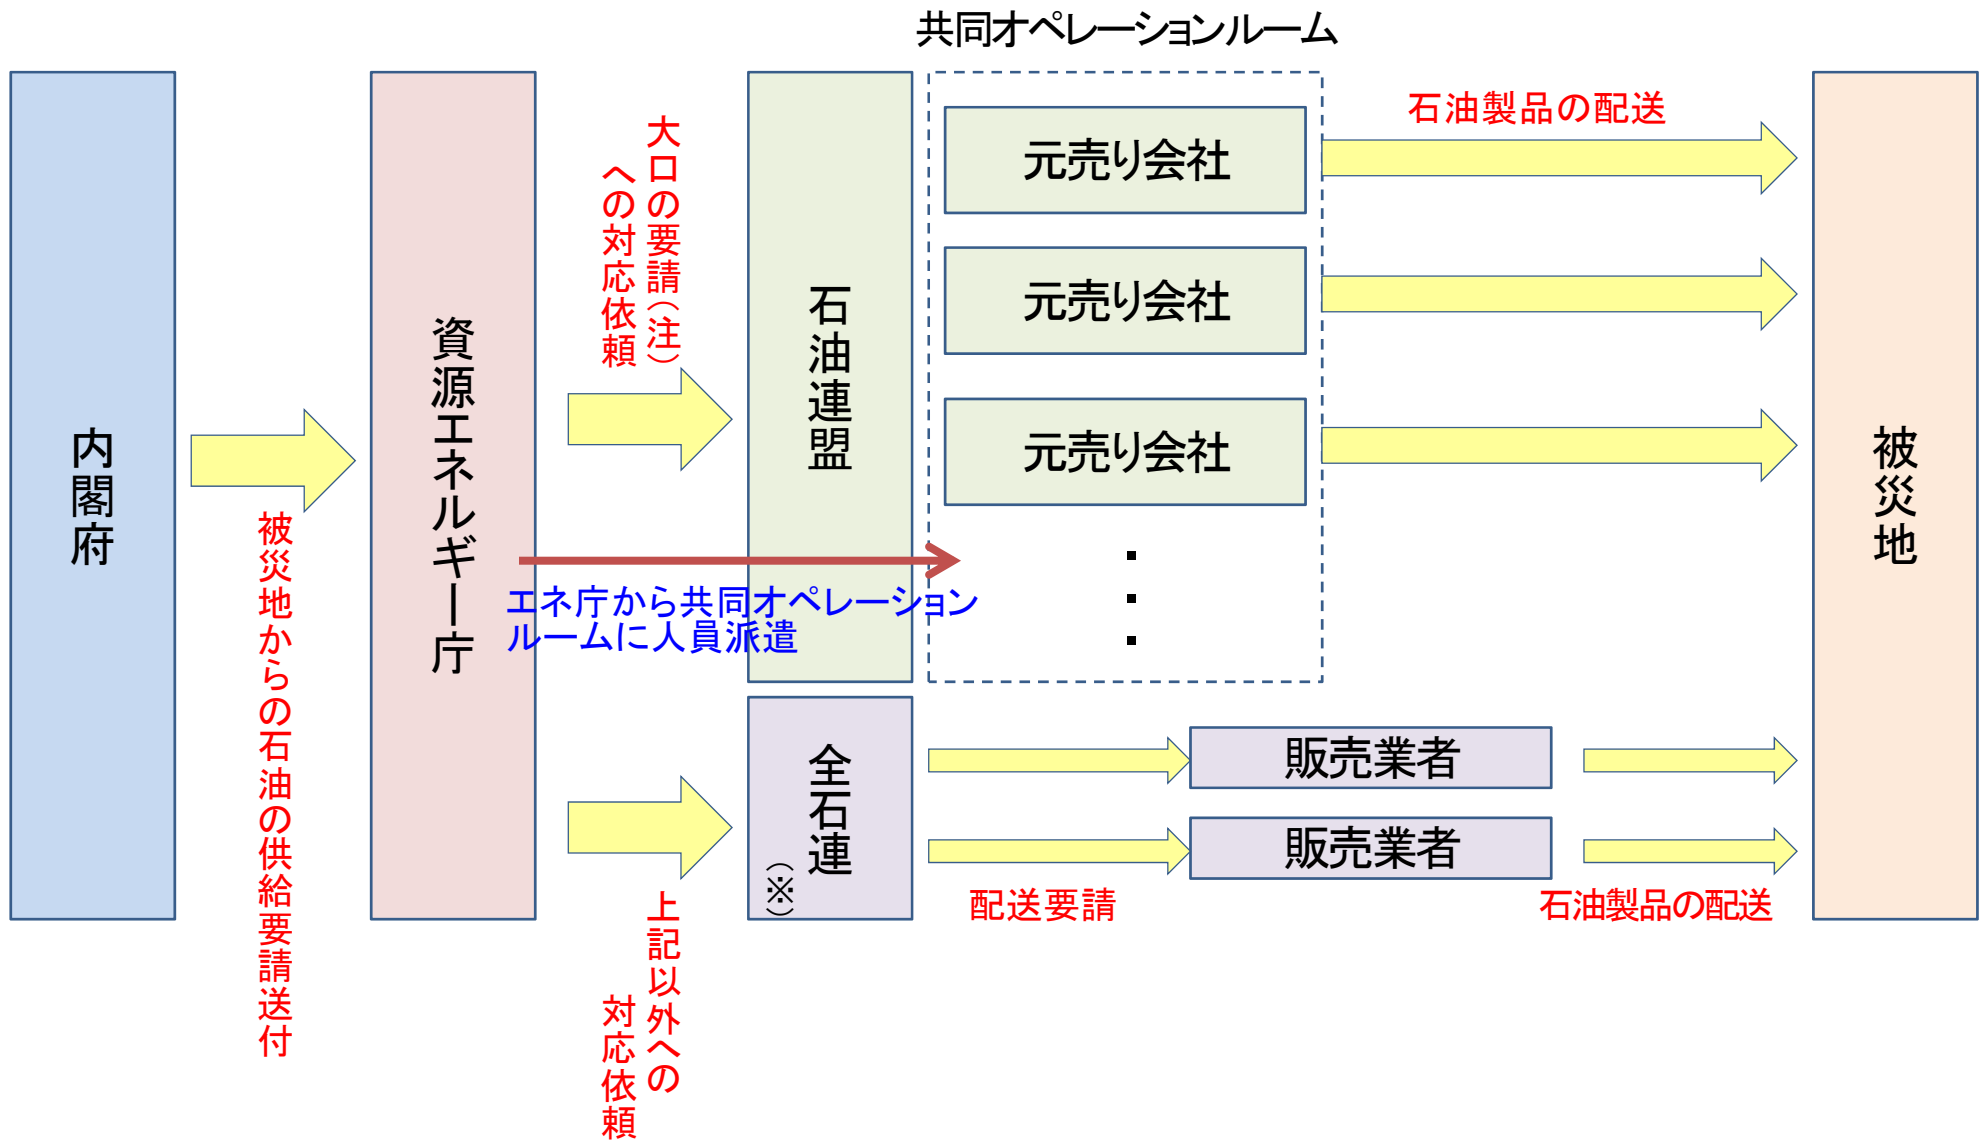 共同オペレーションルーム
内閣府
被災地からの石油の供給要請送付
資源エネルギー庁
大口の要請（注）
への対応依頼
石油連盟
元売り会社
元売り会社
元売り会社
・
・
・
石油製品の配送
エネ庁から共同オペレーション
ルームに人員派遣
上記以外への
対応依頼
全石連
（※）
配送要請
販売業者
販売業者
石油製品の配送
被災地